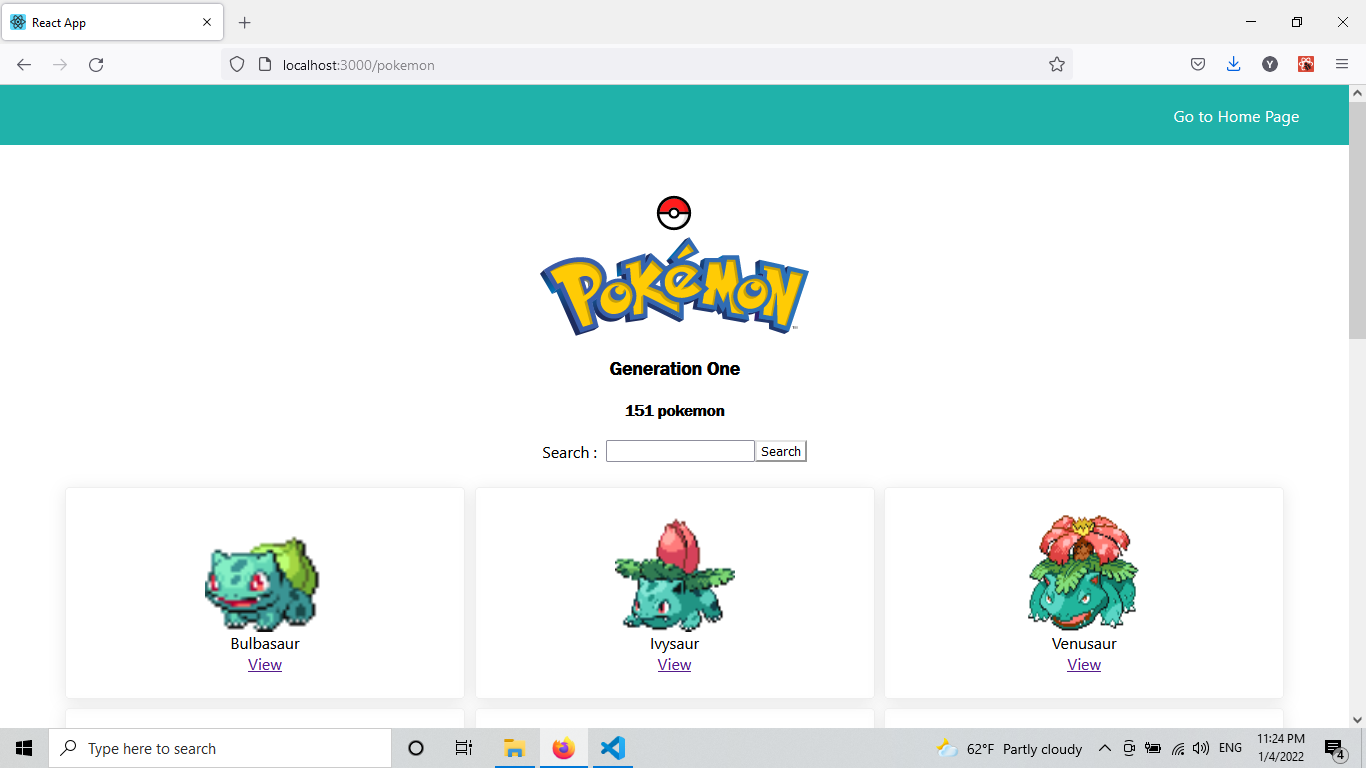 React App
localhost:3000/pokemon
Y
Go to Home Page
POKéMON
™
Generation One
151 pokemon
Search :
Search
Bulbasaur
Ivysaur
Venusaur
View
View
View
Type here to search
62°F Partly cloudy
ENG
11:24 PM
1/4/2022
4